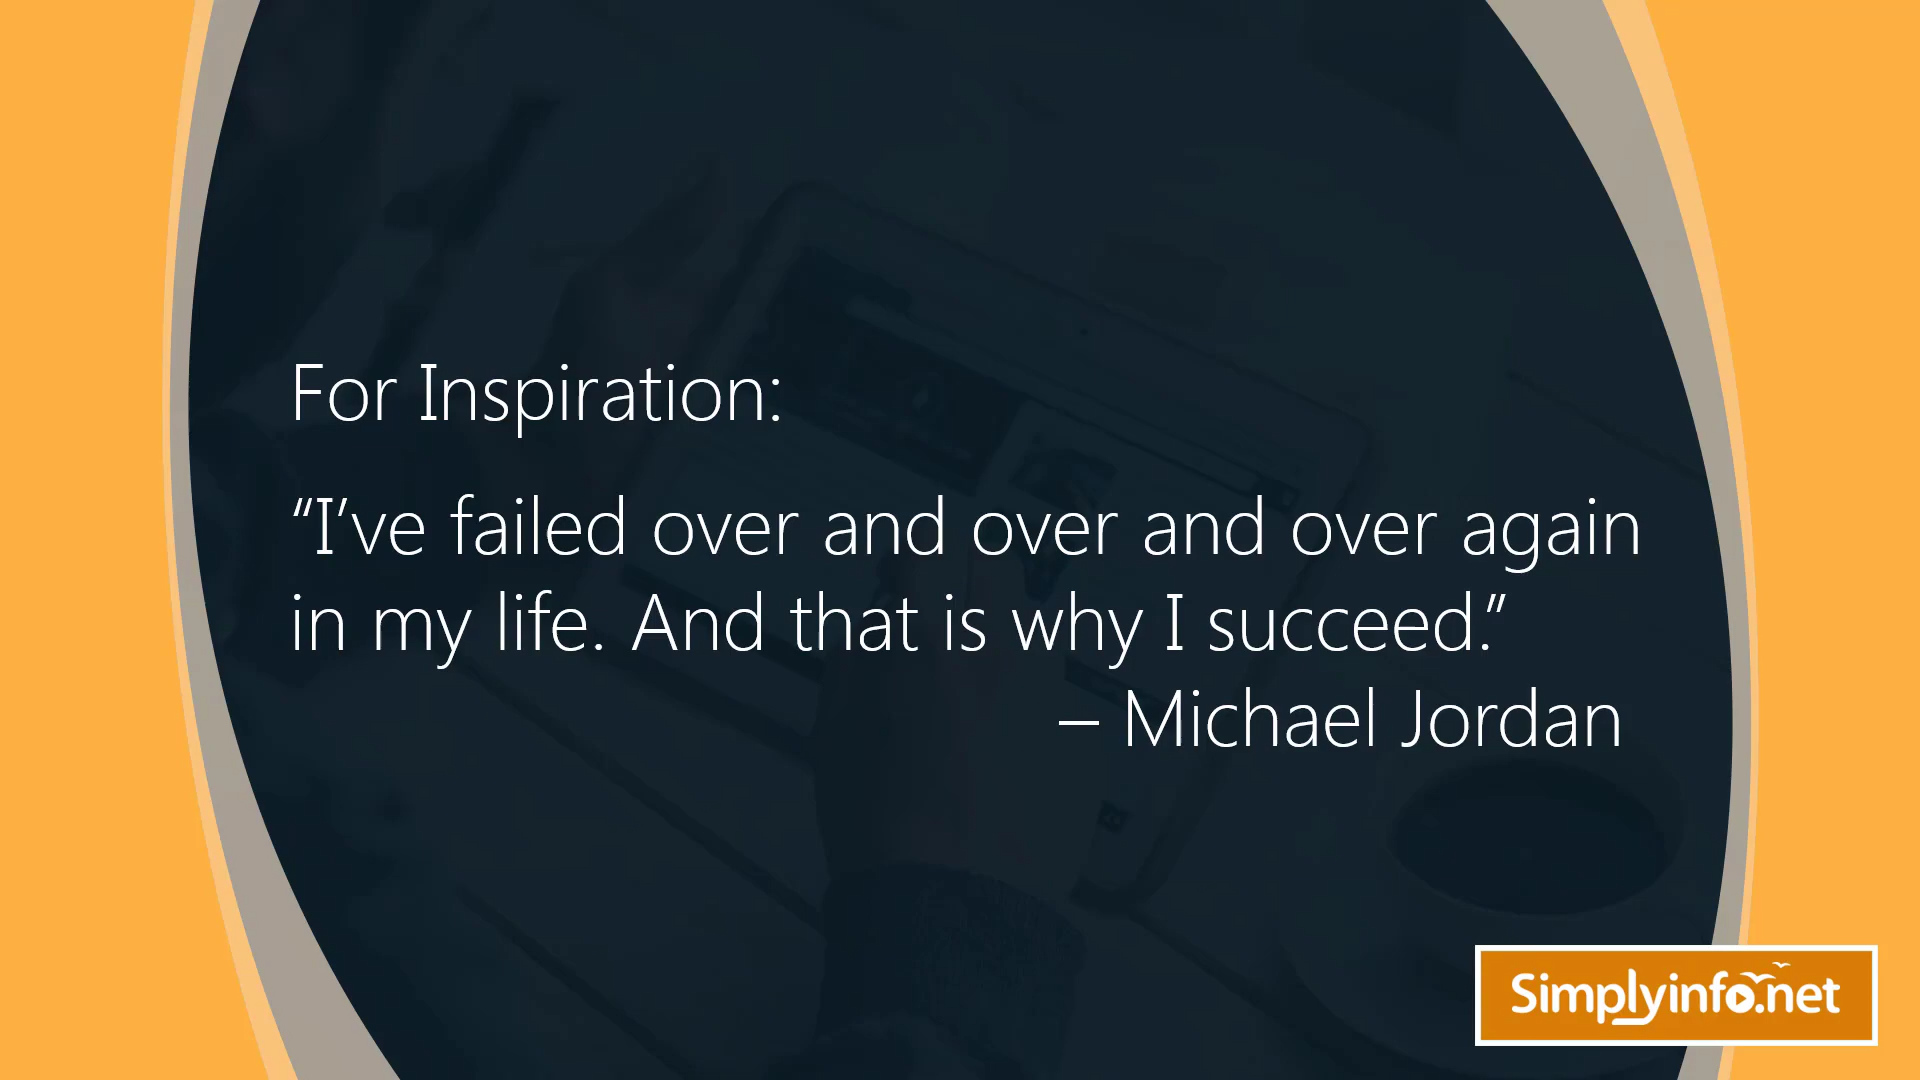 For Inspiration:
“I’ve failed over and over and over again
in my life. And that is why I succeed.”
– Michael Jordan
Simplyinfo.net